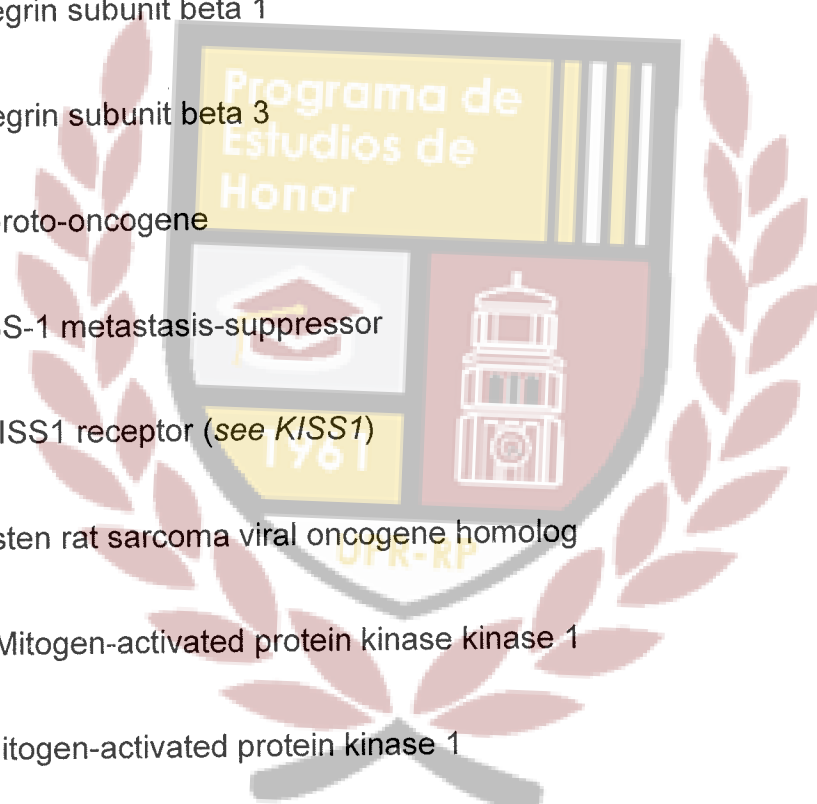 egrin subunit beta 1
Programa de
egrin subunit beta 3
Estudios de
Honor
roto-oncogene
S-1 metastasis-suppressor
ISS1 receptor (see KISS1)
1961
sten rat sarcoma viral oncogene homolog
UPR-RP
Mitogen-activated protein kinase kinase 1
itogen-activated protein kinase 1